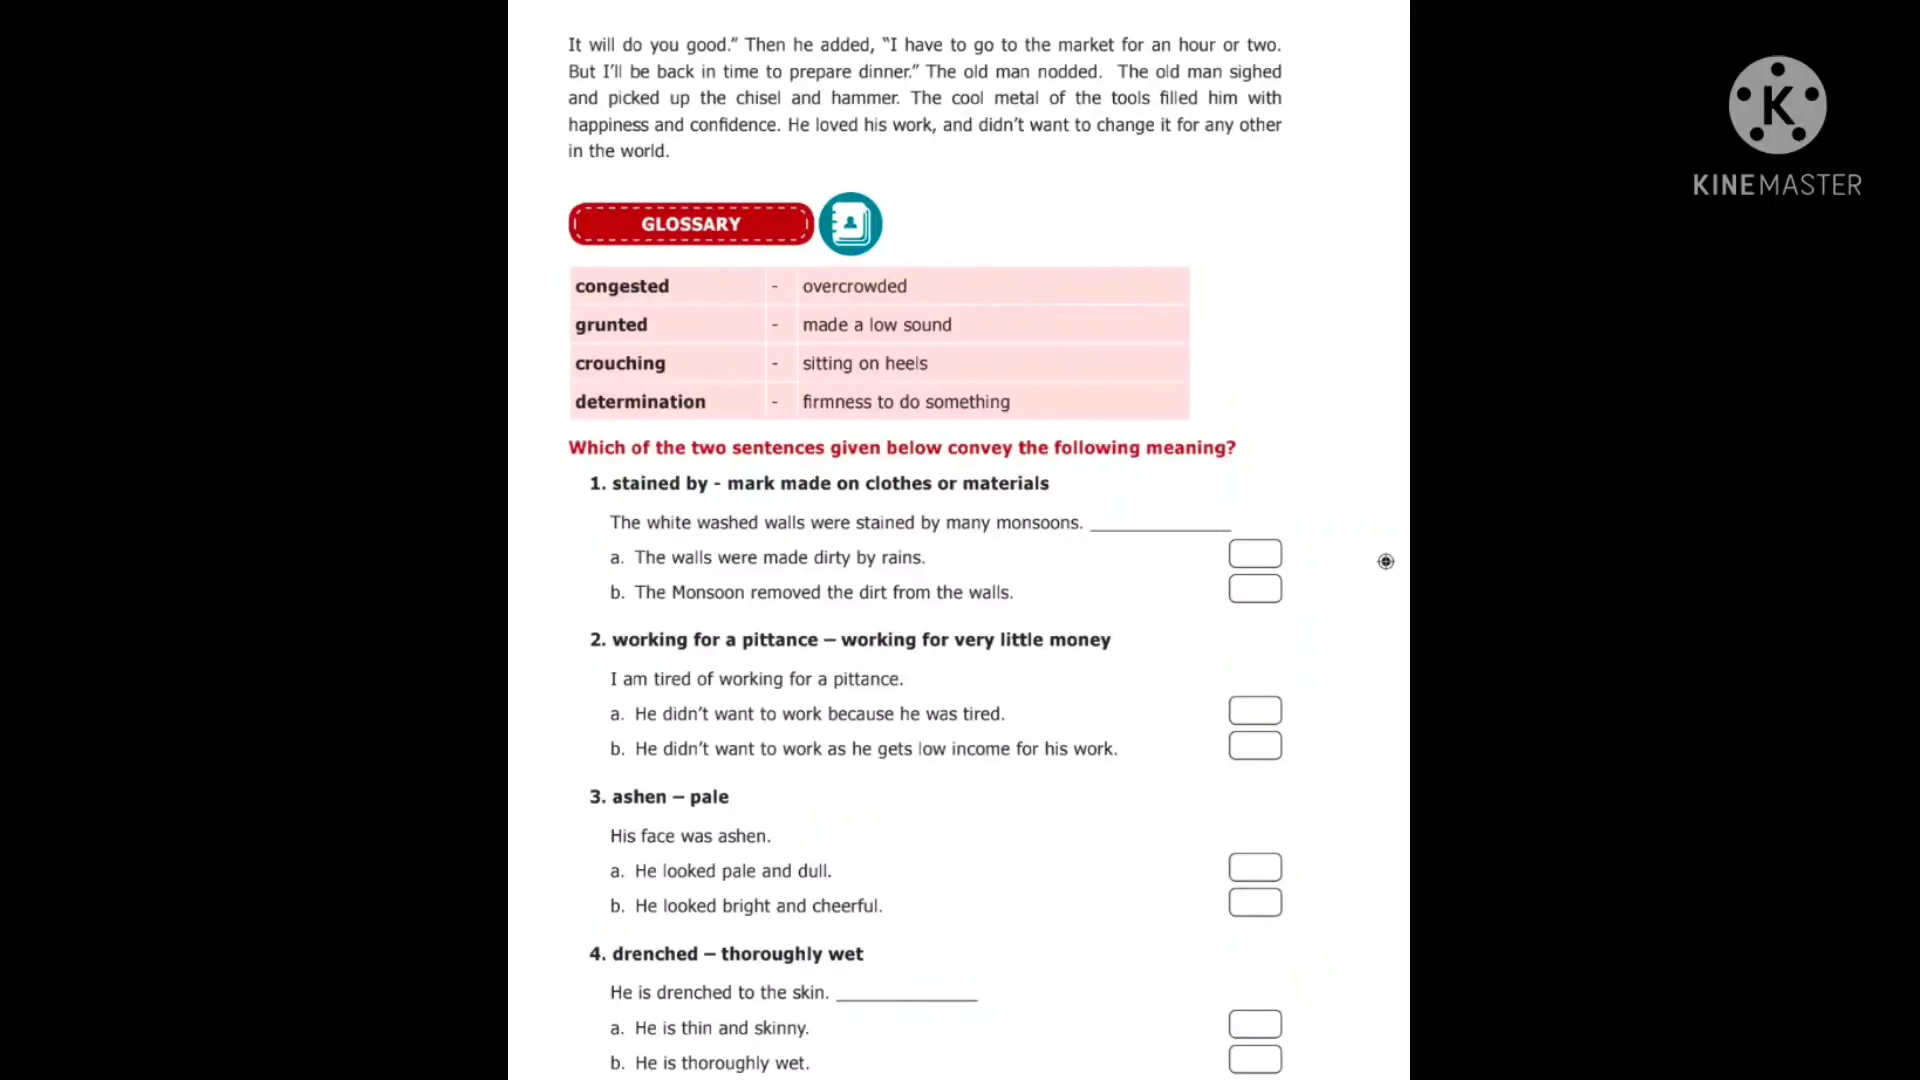 It will do you good.” Then he added, “I have to go to the market for an hour or two.
But I’ll be back in time to prepare dinner.” The old man nodded. The old man sighed
and picked up the chisel and hammer. The cool metal of the tools filled him with
happiness and confidence. He loved his work, and didn’t want to change it for any other
in the world.
GLOSSARY
congested - overcrowded
grunted - made a low sound
crouching - sitting on heels
determination - firmness to do something
Which of the two sentences given below convey the following meaning?
1. stained by - mark made on clothes or materials
The white washed walls were stained by many monsoons. ______________
a. The walls were made dirty by rains.
b. The Monsoon removed the dirt from the walls.
2. working for a pittance – working for very little money
I am tired of working for a pittance.
a. He didn’t want to work because he was tired.
b. He didn’t want to work as he gets low income for his work.
3. ashen – pale
His face was ashen.
a. He looked pale and dull.
b. He looked bright and cheerful.
4. drenched – thoroughly wet
He is drenched to the skin. ______________
a. He is thin and skinny.
b. He is thoroughly wet.
K
KINEMASTER